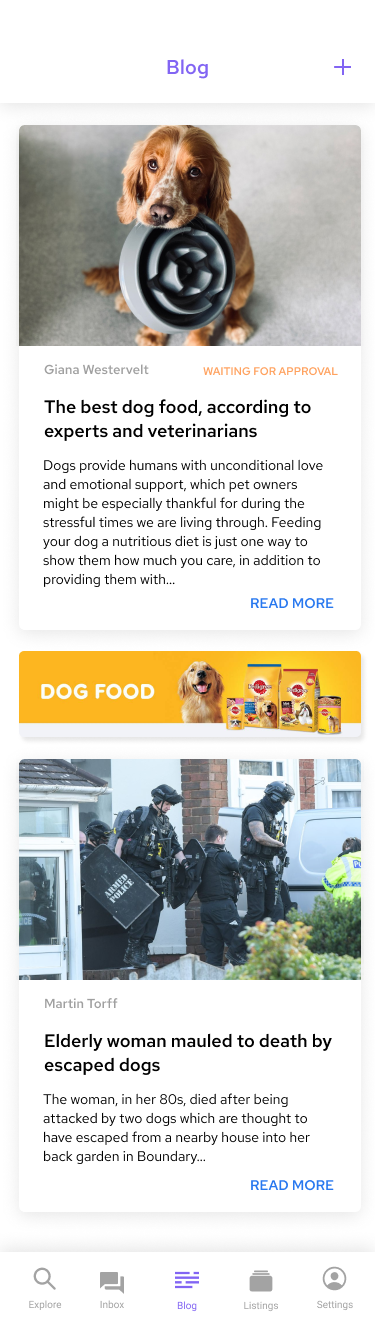 Blog
Giana Westervelt
WAITING FOR APPROVAL
The best dog food, according to
experts and veterinarians
Dogs provide humans with unconditional love
and emotional support, which pet owners
might be especially thankful for during the
stressful times we are living through. Feeding
your dog a nutritious diet is just one way to
show them how much you care, in addition to
providing them with...
READ MORE
DOG FOOD
Pedigree
Pedigree
ARMED
POLICE
Martin Torff
Elderly woman mauled to death by
escaped dogs
The woman, in her 80s, died after being
attacked by two dogs which are thought to
have escaped from a nearby house into her
back garden in Boundary...
READ MORE
Explore
Inbox
Blog
Listings
Settings